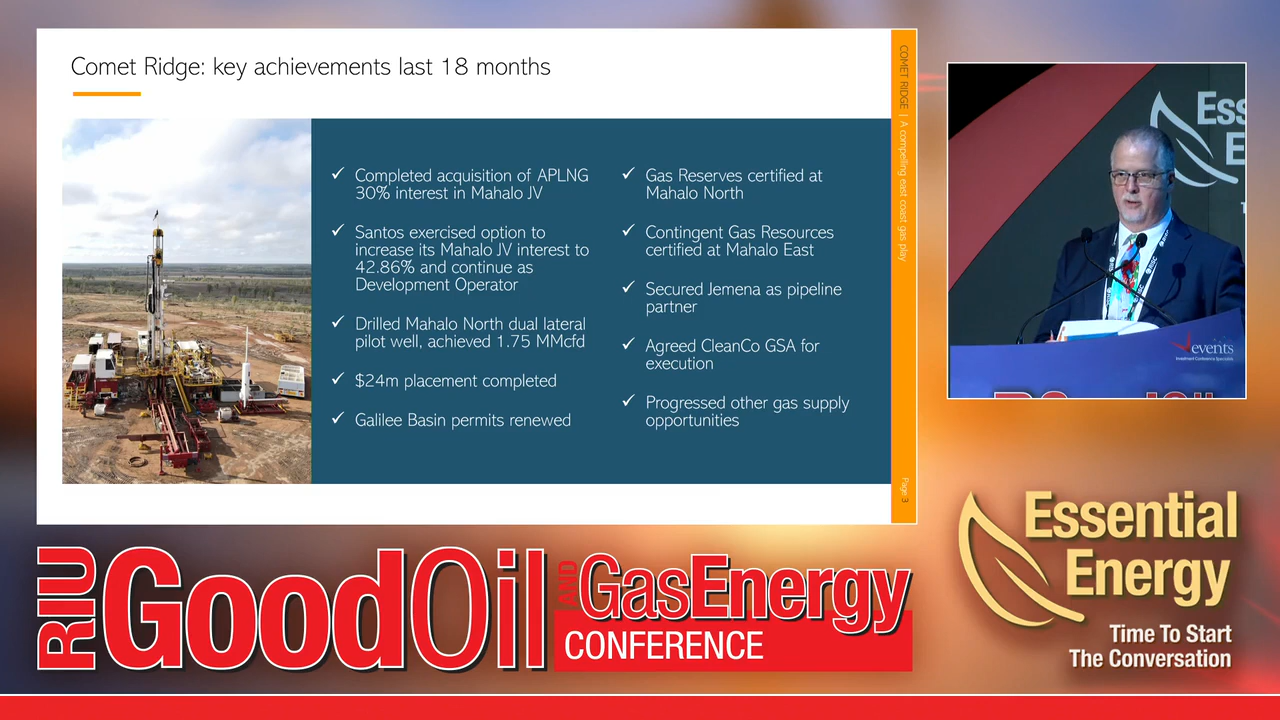 Comet Ridge: key achievements last 18 months
✓ Completed acquisition of APLNG
30% interest in Mahalo JV
✓ Santos exercised option to
increase its Mahalo JV interest to
42.86% and continue as
Development Operator
✓ Drilled Mahalo North dual lateral
pilot well, achieved 1.75 MMcfd
✓ $24m placement completed
✓ Galilee Basin permits renewed
✓ Gas Reserves certified at
Mahalo North
✓ Contingent Gas Resources
certified at Mahalo East
✓ Secured Jemena as pipeline
partner
✓ Agreed CleanCo GSA for
execution
✓ Progressed other gas supply
opportunities
COMET RIDGE | A compelling east coast gas play
Page 3
Ess
E
events
RIU GoodOil AND GasEnergy
CONFERENCE
Essential
Energy
Time To Start
The Conversation